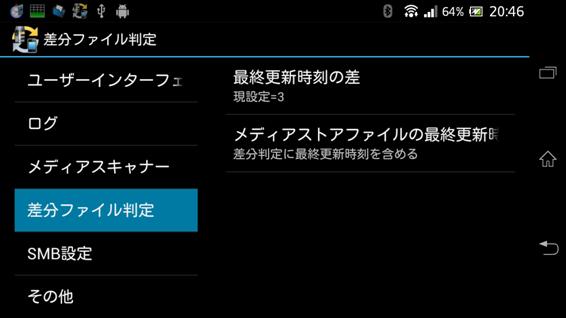 64% 20:46
差分ファイル判定
ユーザーインターフェ
ログ
メディアスキャナー
差分ファイル判定
SMB設定
その他
最終更新時刻の差
現設定=3
メディアストアファイルの最終更新時
差分判定に最終更新時刻を含める